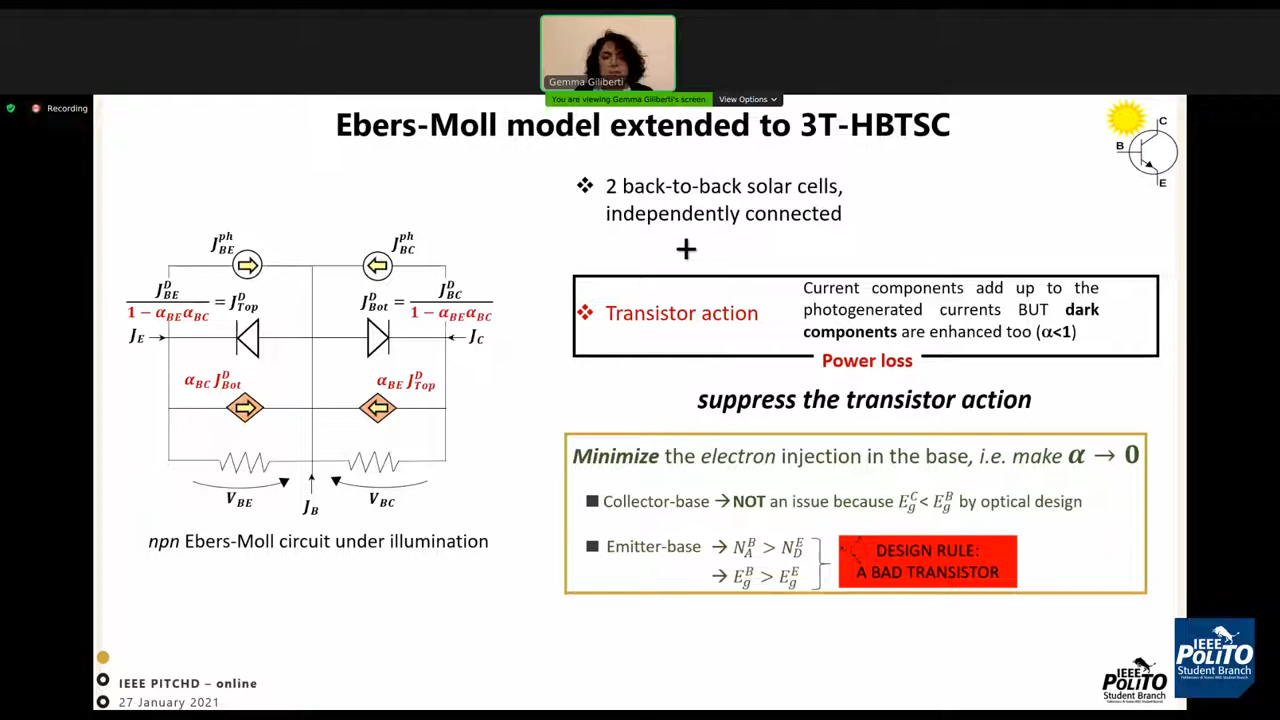 Gemma Giliberti
You are viewing Gemma Giliberti's screen View Options
Recording
Ebers-Moll model extended to 3T-HBTSC
C
B
E
❖ 2 back-to-back solar cells,
independently connected
+
J_BE^ph J_BC^ph
J_BE^D / (1 − α_BE α_BC) = J_Top^D
J_Bot^D = J_BC^D / (1 − α_BE α_BC)
J_E J_C
α_BC J_Bot^D α_BE J_Top^D
V_BE V_BC
J_B
npn Ebers-Moll circuit under illumination
❖ Transistor action
Current components add up to the
photogenerated currents BUT dark
components are enhanced too (α<1)
Power loss
suppress the transistor action
Minimize the electron injection in the base, i.e. make α → 0
■ Collector-base → NOT an issue because E_g^C < E_g^B by optical design
■ Emitter-base → N_A^B > N_D^E
→ E_g^B > E_g^E
DESIGN RULE:
A BAD TRANSISTOR
IEEE PITCHD – online
27 January 2021
IEEE
POLITO
Student Branch
IEEE
POLITO
Student Branch